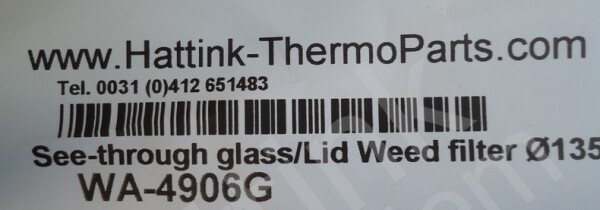 www.Hattink-ThermoParts.com
Tel. 0031 (0)412 651483
See-through glass/Lid Weed filter Ø135
WA-4906G